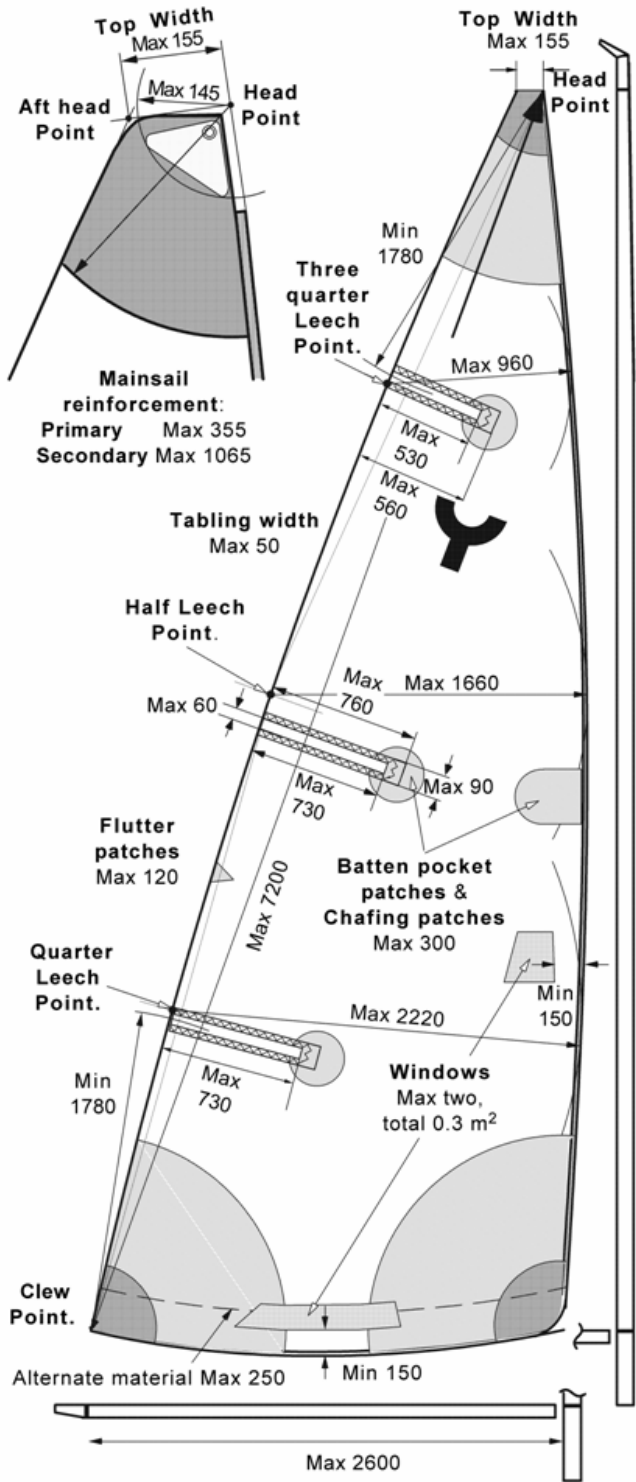 Top Width
Max 155
Max 145
Head
Point
Aft head
Point
Mainsail
reinforcement:
Primary Max 355
Secondary Max 1065
Top Width
Max 155
Head
Point
Min
1780
Three
quarter
Leech
Point.
Max 960
Max
530
Max
560
Tabling width
Max 50
Half Leech
Point.
Max
760
Max 1660
Max 60
Max 90
Max
730
Flutter
patches
Max 120
Max 7200
Batten pocket
patches &
Chafing patches
Max 300
Quarter
Leech
Point.
Min
150
Max 2220
Min
1780
Max
730
Windows
Max two,
total 0.3 m²
Clew
Point.
Alternate material Max 250
Min 150
Max 2600